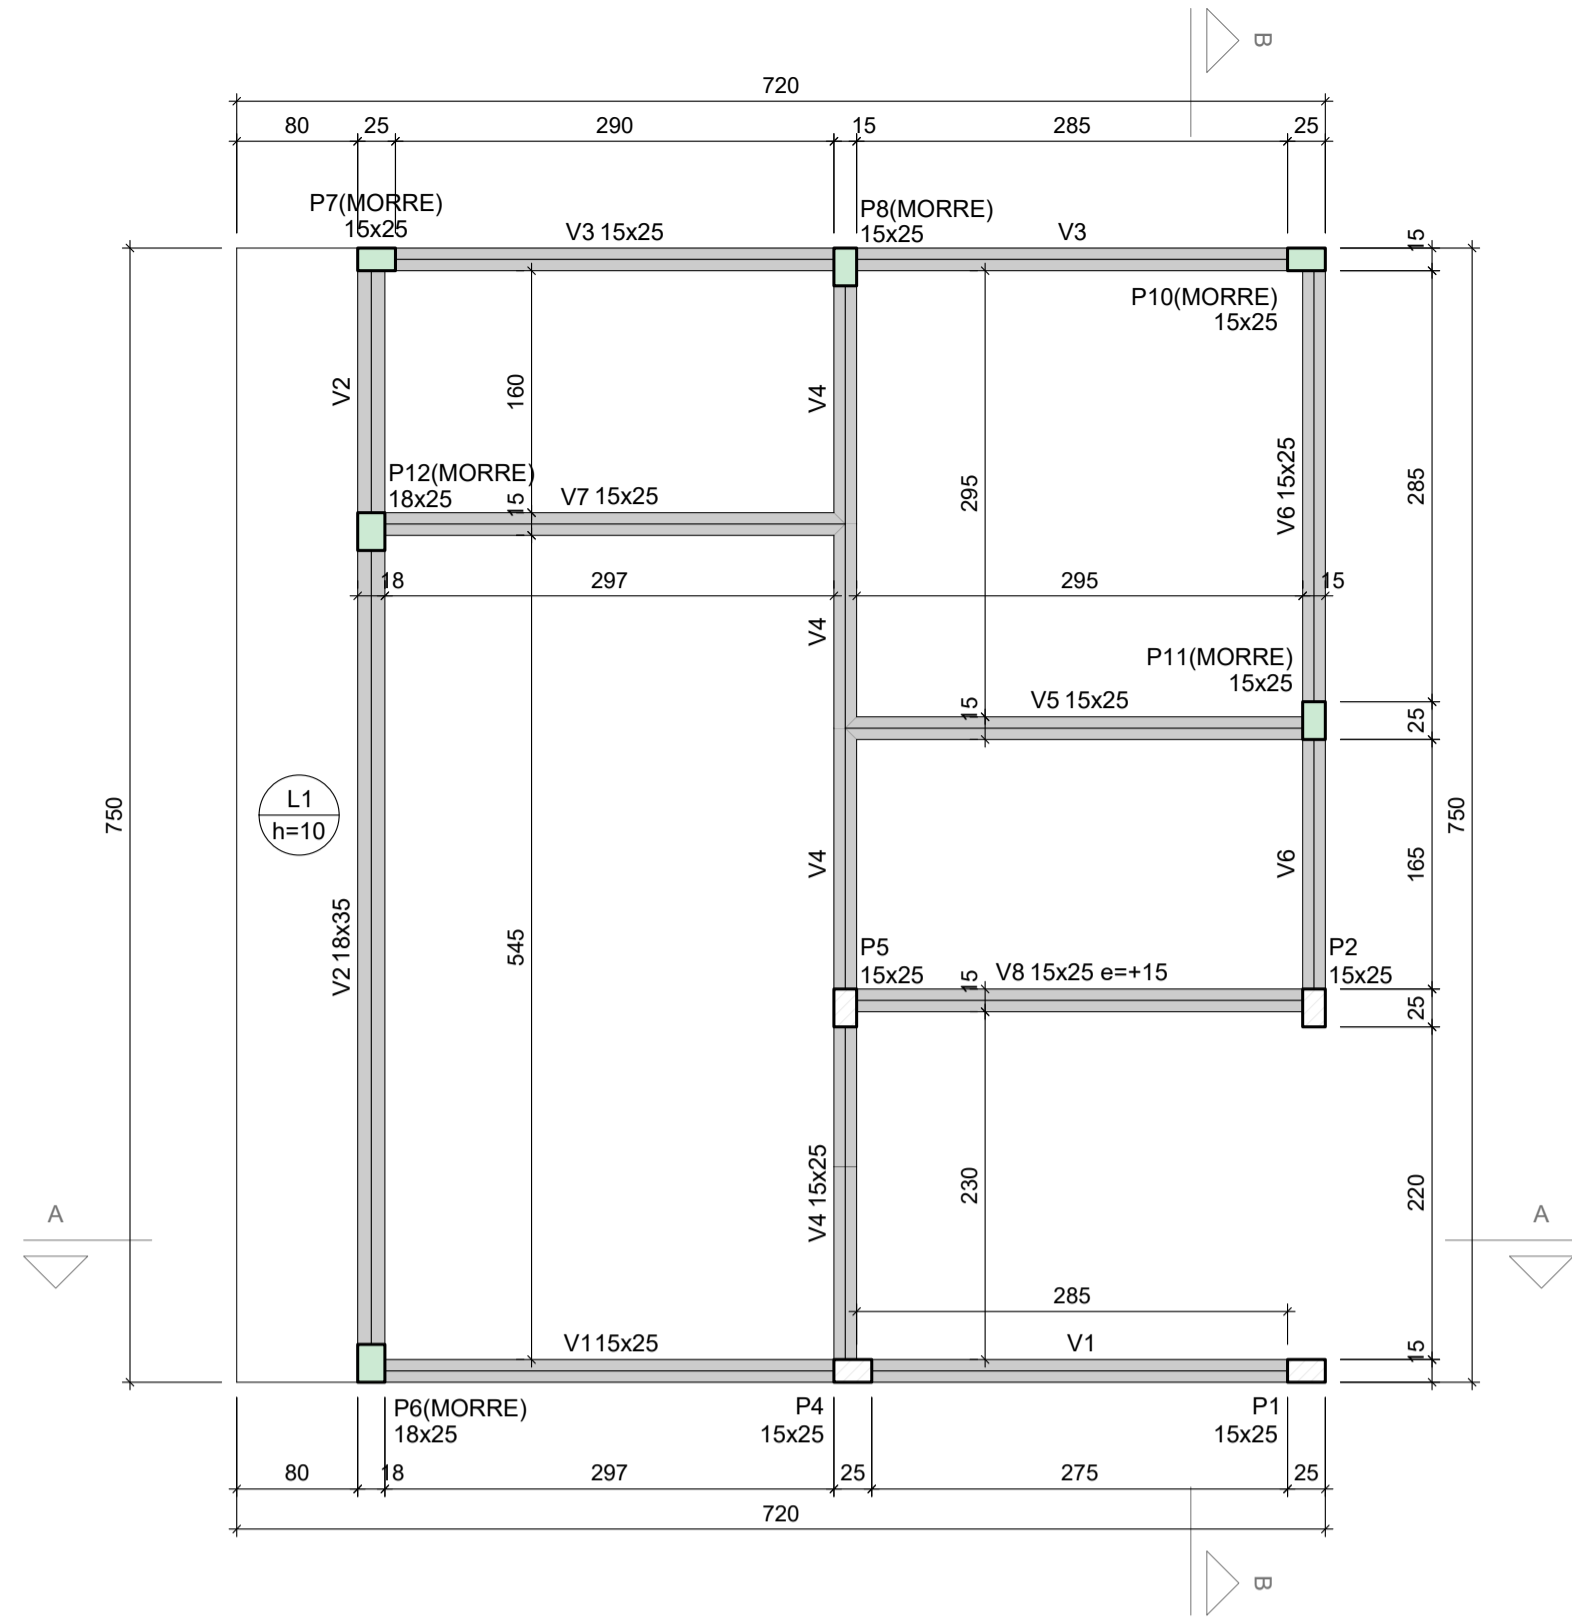 B
720
80 25 290 15 285 25
P7(MORRE)
15x25
V3 15x25
P8(MORRE)
15x25
V3
15
P10(MORRE)
15x25
V2
160
V4
295
V6 15x25
285
P12(MORRE)
18x25
15
V7 15x25
18 297 295 15
V4
P11(MORRE)
15x25
15
V5 15x25
25
L1
h=10
750
750
V4
V6
165
V2 18x35
545
P5
15x25
15
V8 15x25 e=+15
P2
15x25
25
V4 15x25
230
220
A
A
285
V115x25
V1
15
P6(MORRE)
18x25
P4
15x25
P1
15x25
80 18 297 25 275 25
720
B